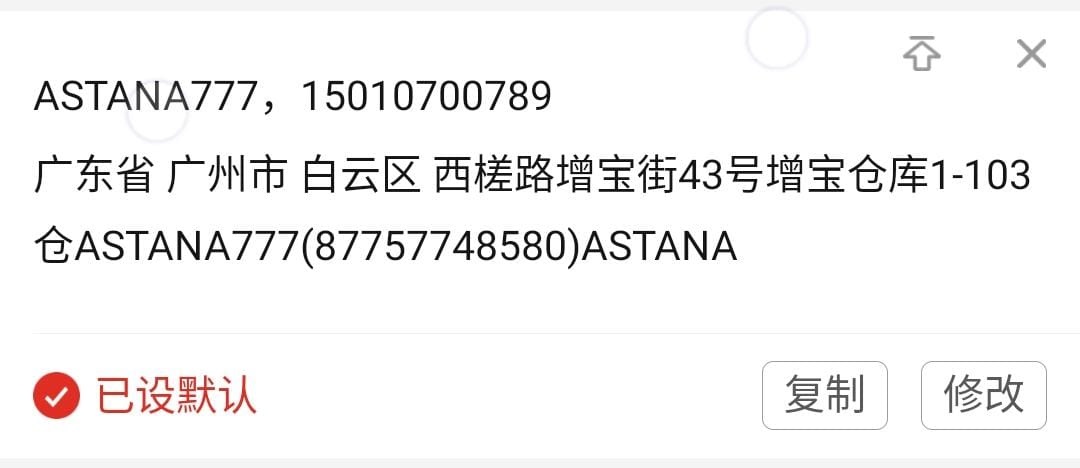 ASTANA777，15010700789
广东省 广州市 白云区 西槎路增宝街43号增宝仓库1-103
仓ASTANA777(87757748580)ASTANA
已设默认
复制
修改